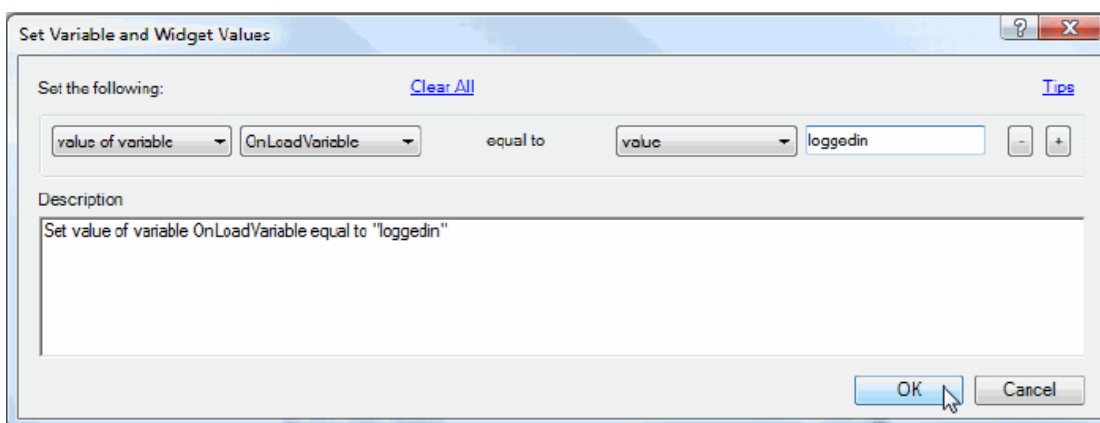 Set Variable and Widget Values
Set the following: Clear All Tips
value of variable OnLoadVariable equal to value loggedin - +
Description
Set value of variable OnLoadVariable equal to "loggedin"
OK Cancel